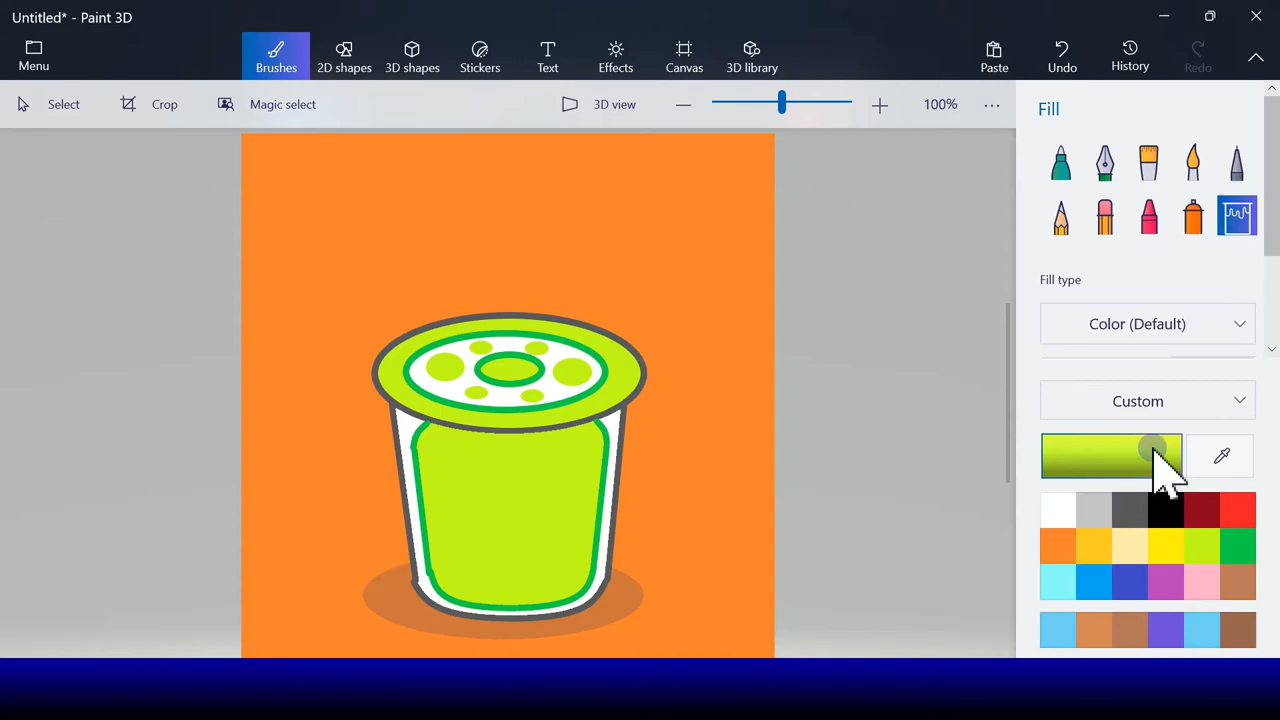 Untitled* - Paint 3D
Menu
Brushes
2D shapes
3D shapes
Stickers
Text
Effects
Canvas
3D library
Paste
Undo
History
Redo
Select
Crop
Magic select
3D view
100%
Fill
Fill type
Color (Default)
Custom